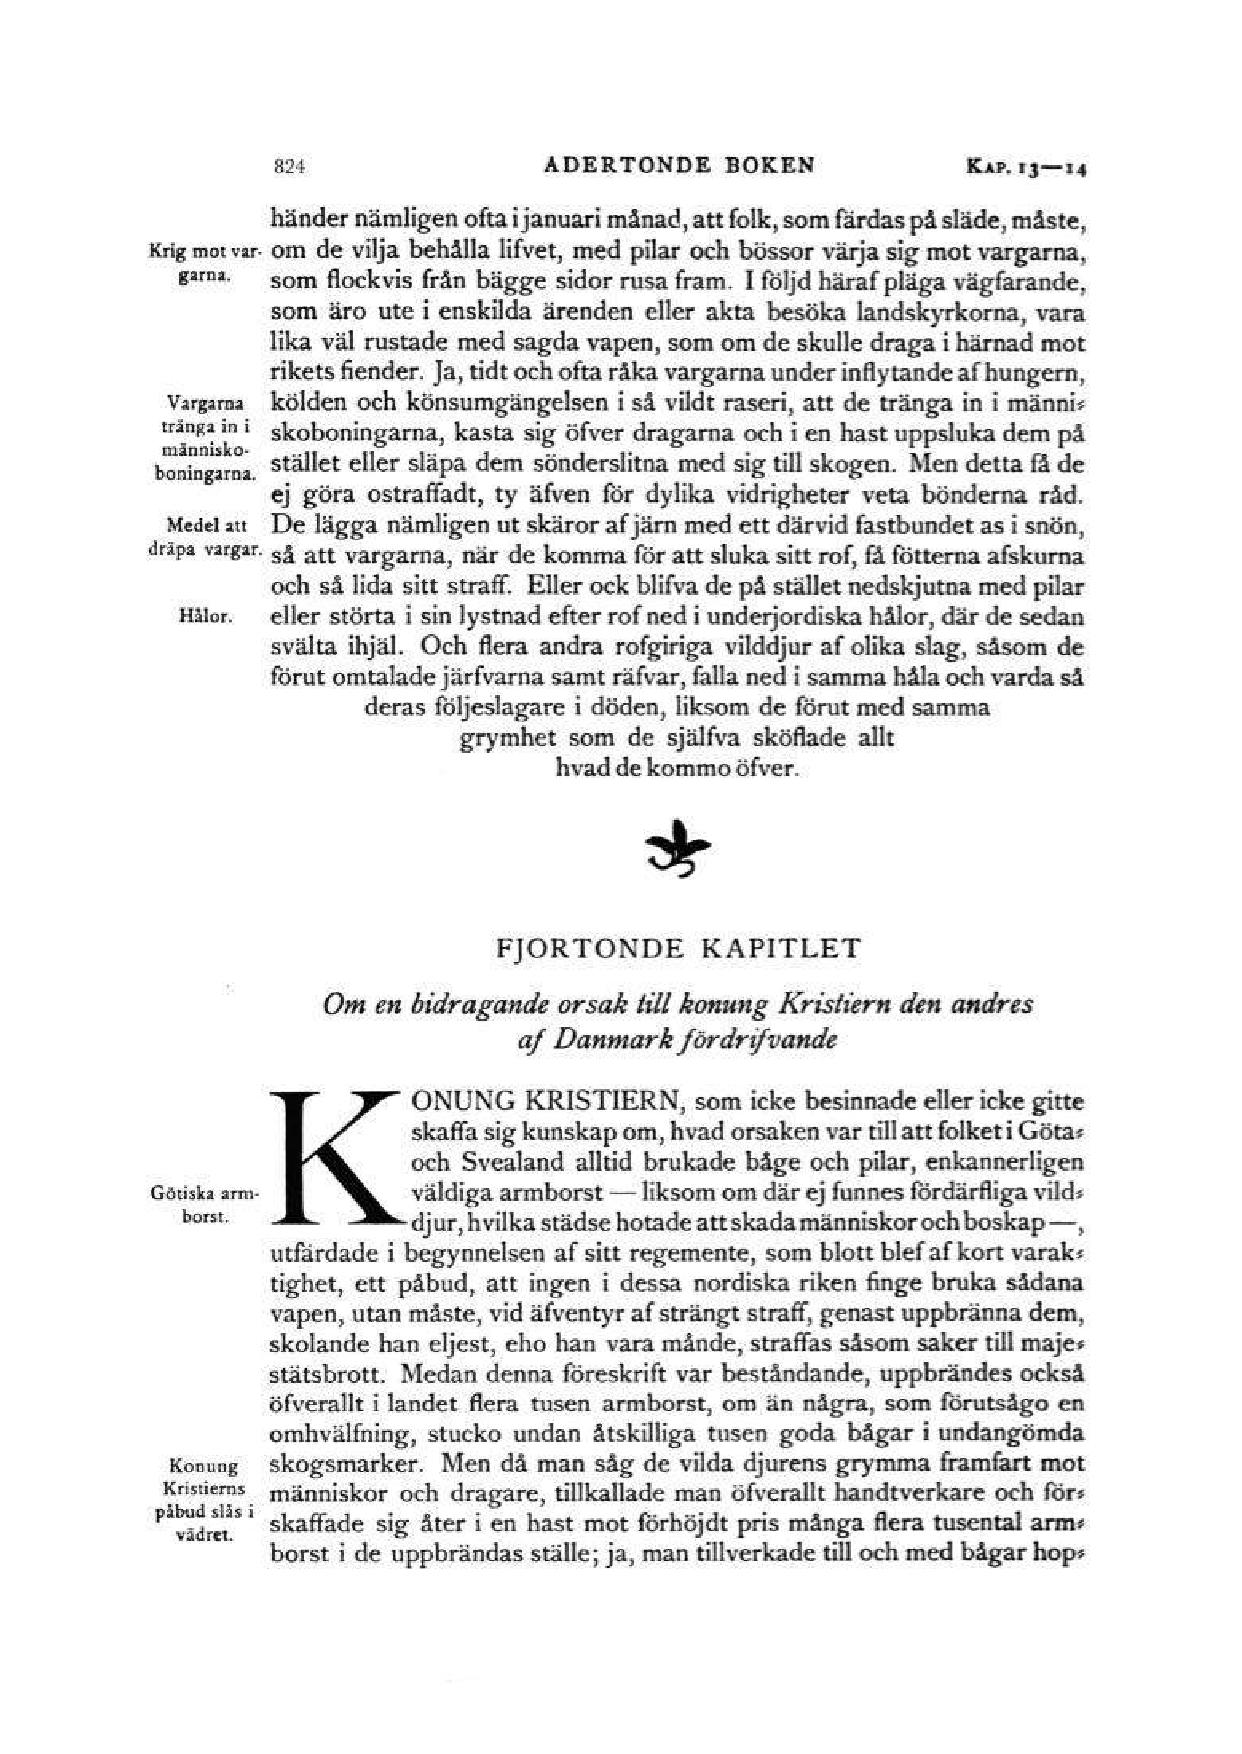 824 ADERTONDE BOKEN KAP. 13—14
händer nämligen ofta i januari månad, att folk, som färdas på släde, måste,
Krig mot var- om de vilja behålla lifvet, med pilar och bössor värja sig mot vargarna,
garna. som flockvis från bägge sidor rusa fram. I följd häraf pläga vägfarande,
som äro ute i enskilda ärenden eller akta besöka landskyrkorna, vara
lika väl rustade med sagda vapen, som om de skulle draga i härnad mot
rikets fiender. Ja, tidt och ofta råka vargarna under inflytande af hungern,
Vargarna kölden och könsumgängelsen i så vildt raseri, att de tränga in i männi-
tränga in i skoboningarna, kasta sig öfver dragarna och i en hast uppsluka dem på
människo-
boningarna. stället eller släpa dem sönderslitna med sig till skogen. Men detta få de
ej göra ostraffadt, ty äfven för dylika vidrigheter veta bönderna råd.
Medel att De lägga nämligen ut skäror af järn med ett därvid fastbundet as i snön,
dräpa vargar. så att vargarna, när de komma för att sluka sitt rof, få fötterna afskurna
och så lida sitt straff. Eller ock blifva de på stället nedskjutna med pilar
Hålor. eller störta i sin lystnad efter rof ned i underjordiska hålor, där de sedan
svälta ihjäl. Och flera andra rofgiriga vilddjur af olika slag, såsom de
förut omtalade järfvarna samt räfvar, falla ned i samma håla och varda så
deras följeslagare i döden, liksom de förut med samma
grymhet som de själfva sköflade allt
hvad de kommo öfver.
FJORTONDE KAPITLET
Om en bidragande orsak till konung Kristiern den andres
af Danmark fördrifvande
KONUNG KRISTIERN, som icke besinnade eller icke gitte
skaffa sig kunskap om, hvad orsaken var till att folket i Göta-
och Svealand alltid brukade båge och pilar, enkannerligen
Götiska arm- väldiga armborst — liksom om där ej funnes fördärfliga vild-
borst. djur, hvilka städse hotade att skada människor och boskap —,
utfärdade i begynnelsen af sitt regemente, som blott blef af kort varak-
tighet, ett påbud, att ingen i dessa nordiska riken finge bruka sådana
vapen, utan måste, vid äfventyr af strängt straff, genast uppbränna dem,
skolande han eljest, eho han vara månde, straffas såsom saker till maje-
stätsbrott. Medan denna föreskrift var beståndande, uppbrändes också
öfverallt i landet flera tusen armborst, om än några, som förutsågo en
omhvälfning, stucko undan åtskilliga tusen goda bågar i undangömda
Konung skogsmarker. Men då man såg de vilda djurens grymma framfart mot
Kristierns människor och dragare, tillkallade man öfverallt handtverkare och för-
påbud slås i skaffade sig åter i en hast mot förhöjdt pris många flera tusental arm-
vädret.
borst i de uppbrändas ställe; ja, man tillverkade till och med bågar hop-